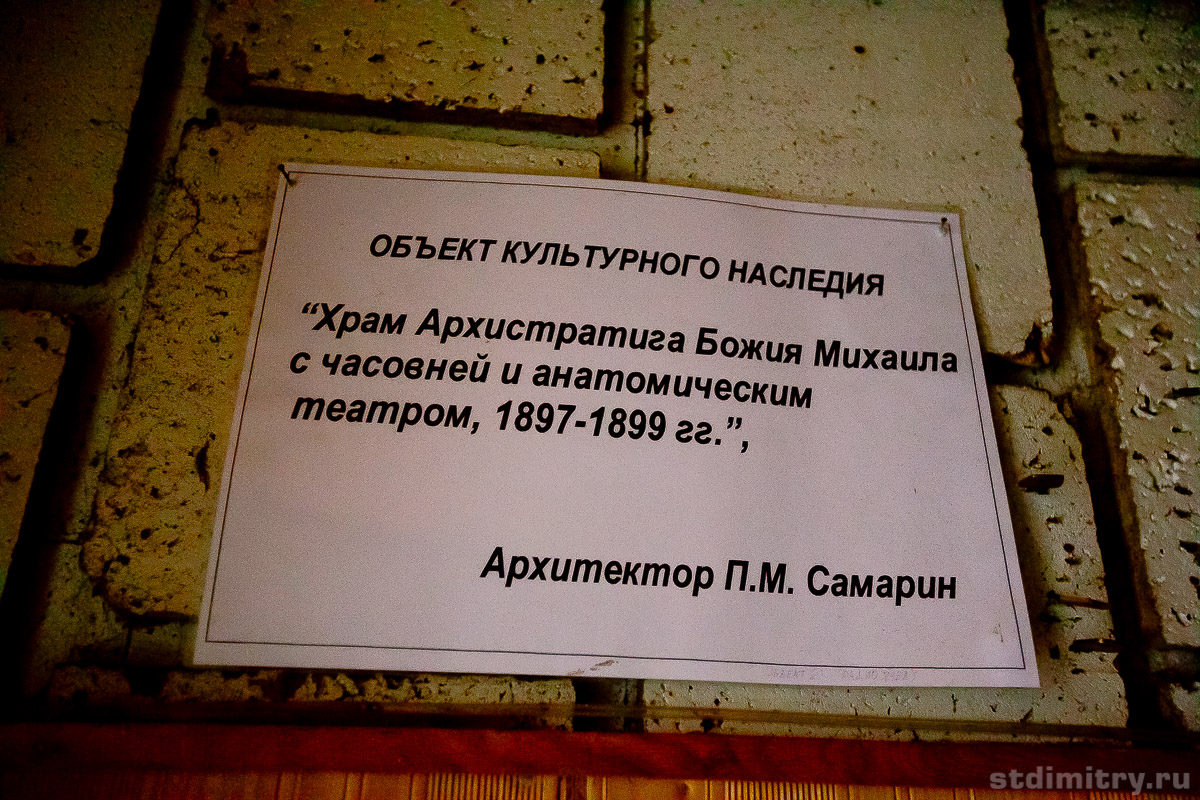 ОБЪЕКТ КУЛЬТУРНОГО НАСЛЕДИЯ
“Храм Архистратига Божия Михаила
с часовней и анатомическим
театром, 1897-1899 гг.”,
Архитектор П.М. Самарин
stdimitry.ru